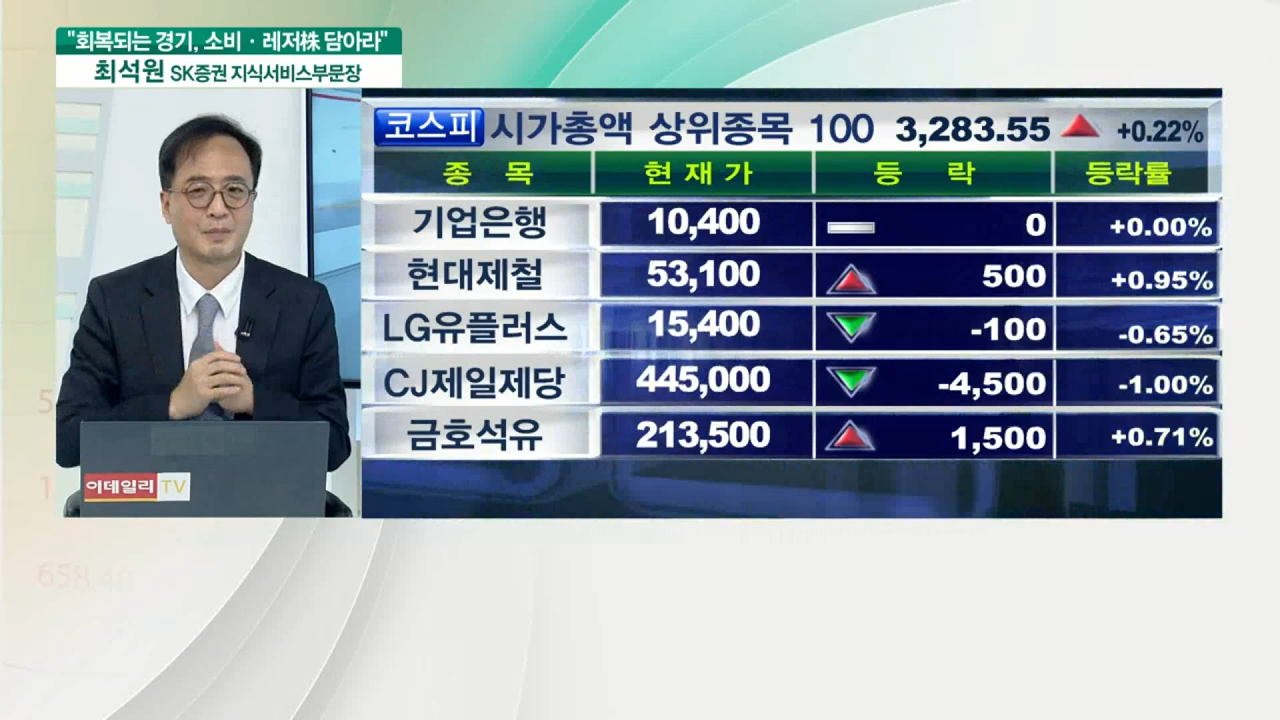 "회복되는 경기, 소비 · 레저株 담아라"
최석원 SK증권 지식서비스부문장
코스피 시가총액 상위종목 100 3,283.55 ▲ +0.22%
종 목 현 재 가 등 락 등락률
기업은행 10,400 0 +0.00%
현대제철 53,100 ▲ 500 +0.95%
LG유플러스 15,400 ▼ -100 -0.65%
CJ제일제당 445,000 ▼ -4,500 -1.00%
금호석유 213,500 ▲ 1,500 +0.71%
이데일리 TV